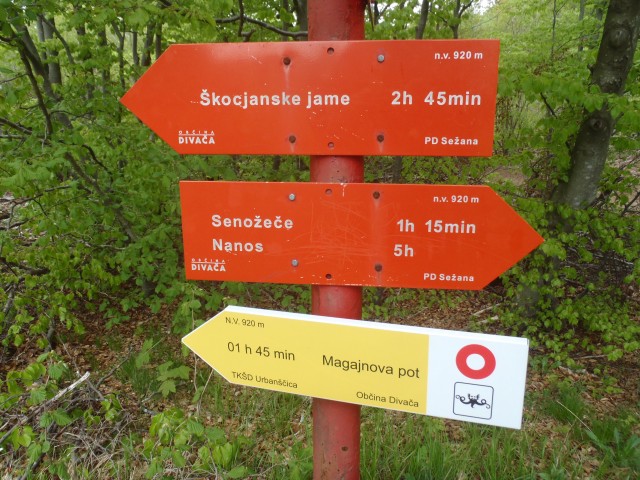 n.v. 920 m
Škocjanske jame 2h 45min
OBČINA
DIVAČA
PD Sežana
n.v. 920 m
Senožeče 1h 15min
Nanos 5h
OBČINA
DIVAČA
PD Sežana
N.V. 920 m
01 h 45 min Magajnova pot
TKŠD Urbanščica Občina Divača